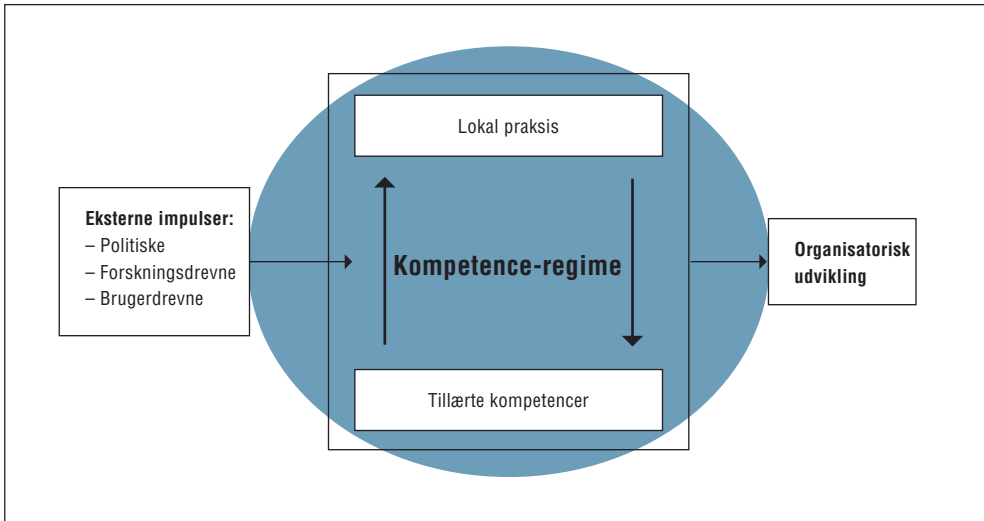 Lokal praksis
Eksterne impulser:
– Politiske
– Forskningsdrevne
– Brugerdrevne
Kompetence-regime
Organisatorisk
udvikling
Tillærte kompetencer